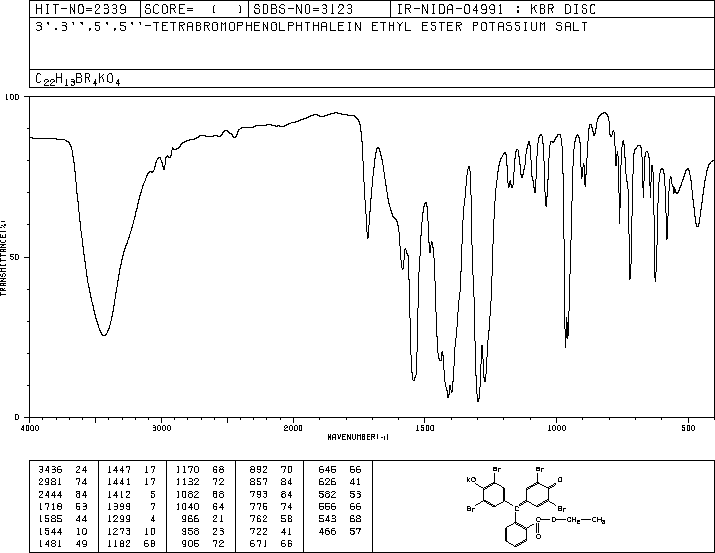 HIT-NO=2339 SCORE= ( ) SDBS-NO=3123 IR-NIDA-04991 : KBR DISC
3',3'',5',5''-TETRABROMOPHENOLPHTHALEIN ETHYL ESTER POTASSIUM SALT
C22H13BR4KO4
100
50
0
TRANSMITTANCE(%)
4000 3000 2000 1500 1000 500
WAVENUMBER(-1)
3436 24 1447 17 1170 68 892 70 646 66
2981 74 1441 17 1132 72 857 84 626 41
2444 84 1412 5 1082 68 793 84 582 53
1718 53 1399 7 1040 64 776 74 556 66
1585 44 1299 4 966 21 762 58 543 68
1544 10 1273 10 958 23 722 41 466 57
1481 49 1182 68 905 72 671 66
Br Br
KO O
Br C Br
C O CH2 CH3
O